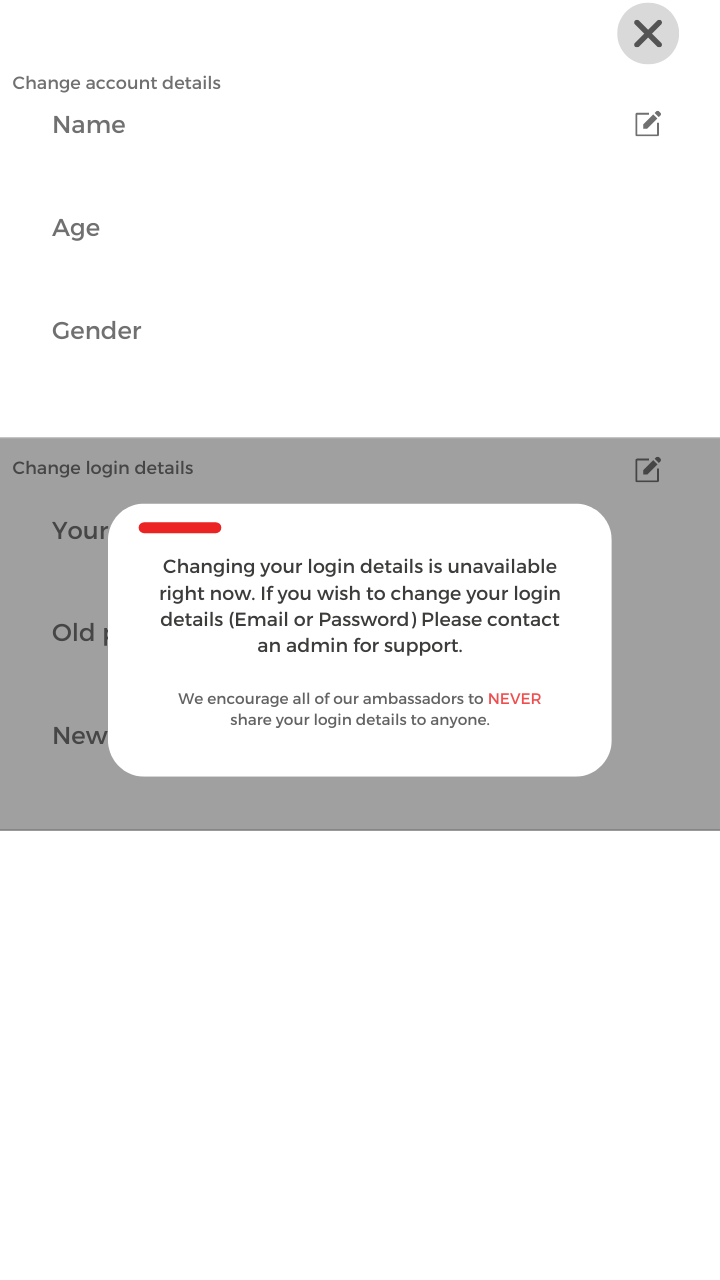 Change account details
Name
Age
Gender
Change login details
Your
Changing your login details is unavailable
right now. If you wish to change your login
details (Email or Password) Please contact
an admin for support.
Old
We encourage all of our ambassadors to NEVER
share your login details to anyone.
New